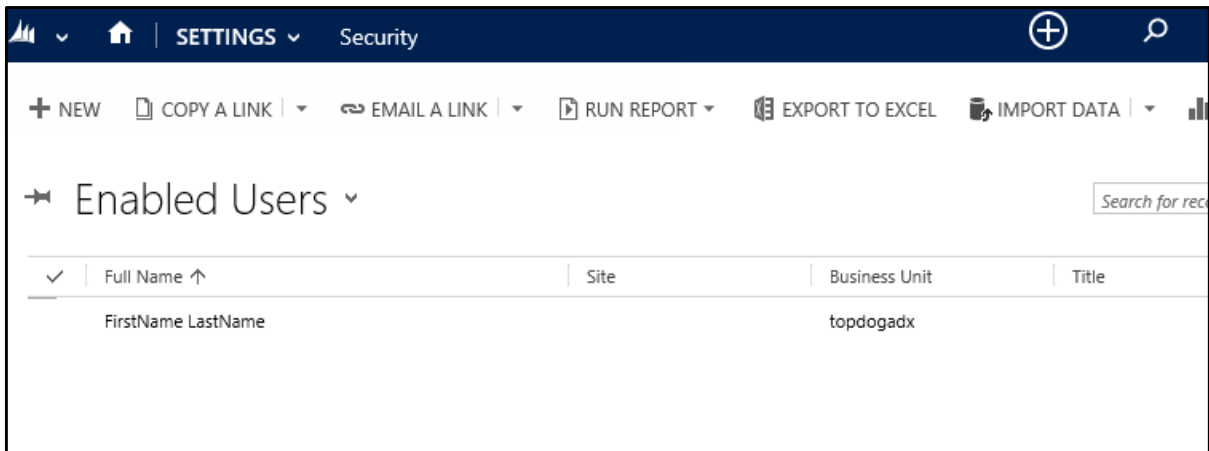 SETTINGS Security
NEW COPY A LINK EMAIL A LINK RUN REPORT EXPORT TO EXCEL IMPORT DATA
Enabled Users
Search for
Full Name Site Business Unit Title
FirstName LastName topdogadx